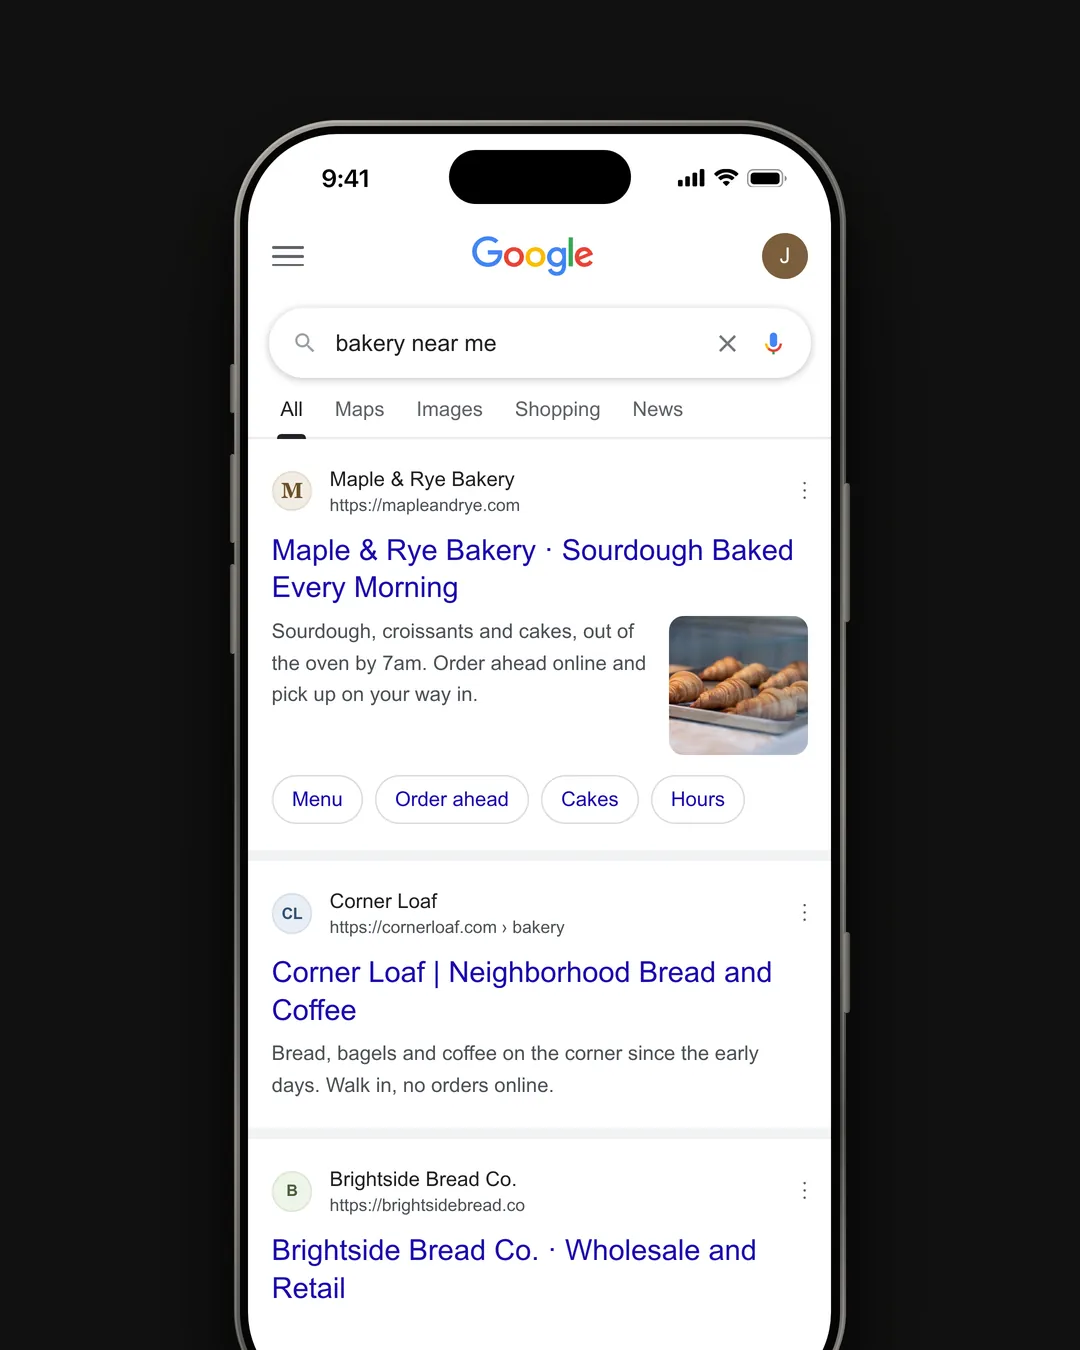 9:41
Google
J
bakery near me
All Maps Images Shopping News
M
Maple & Rye Bakery
https://mapleandrye.com
Maple & Rye Bakery · Sourdough Baked
Every Morning
Sourdough, croissants and cakes, out of
the oven by 7am. Order ahead online and
pick up on your way in.
Menu Order ahead Cakes Hours
CL
Corner Loaf
https://cornerloaf.com › bakery
Corner Loaf | Neighborhood Bread and
Coffee
Bread, bagels and coffee on the corner since the early
days. Walk in, no orders online.
B
Brightside Bread Co.
https://brightsidebread.co
Brightside Bread Co. · Wholesale and
Retail